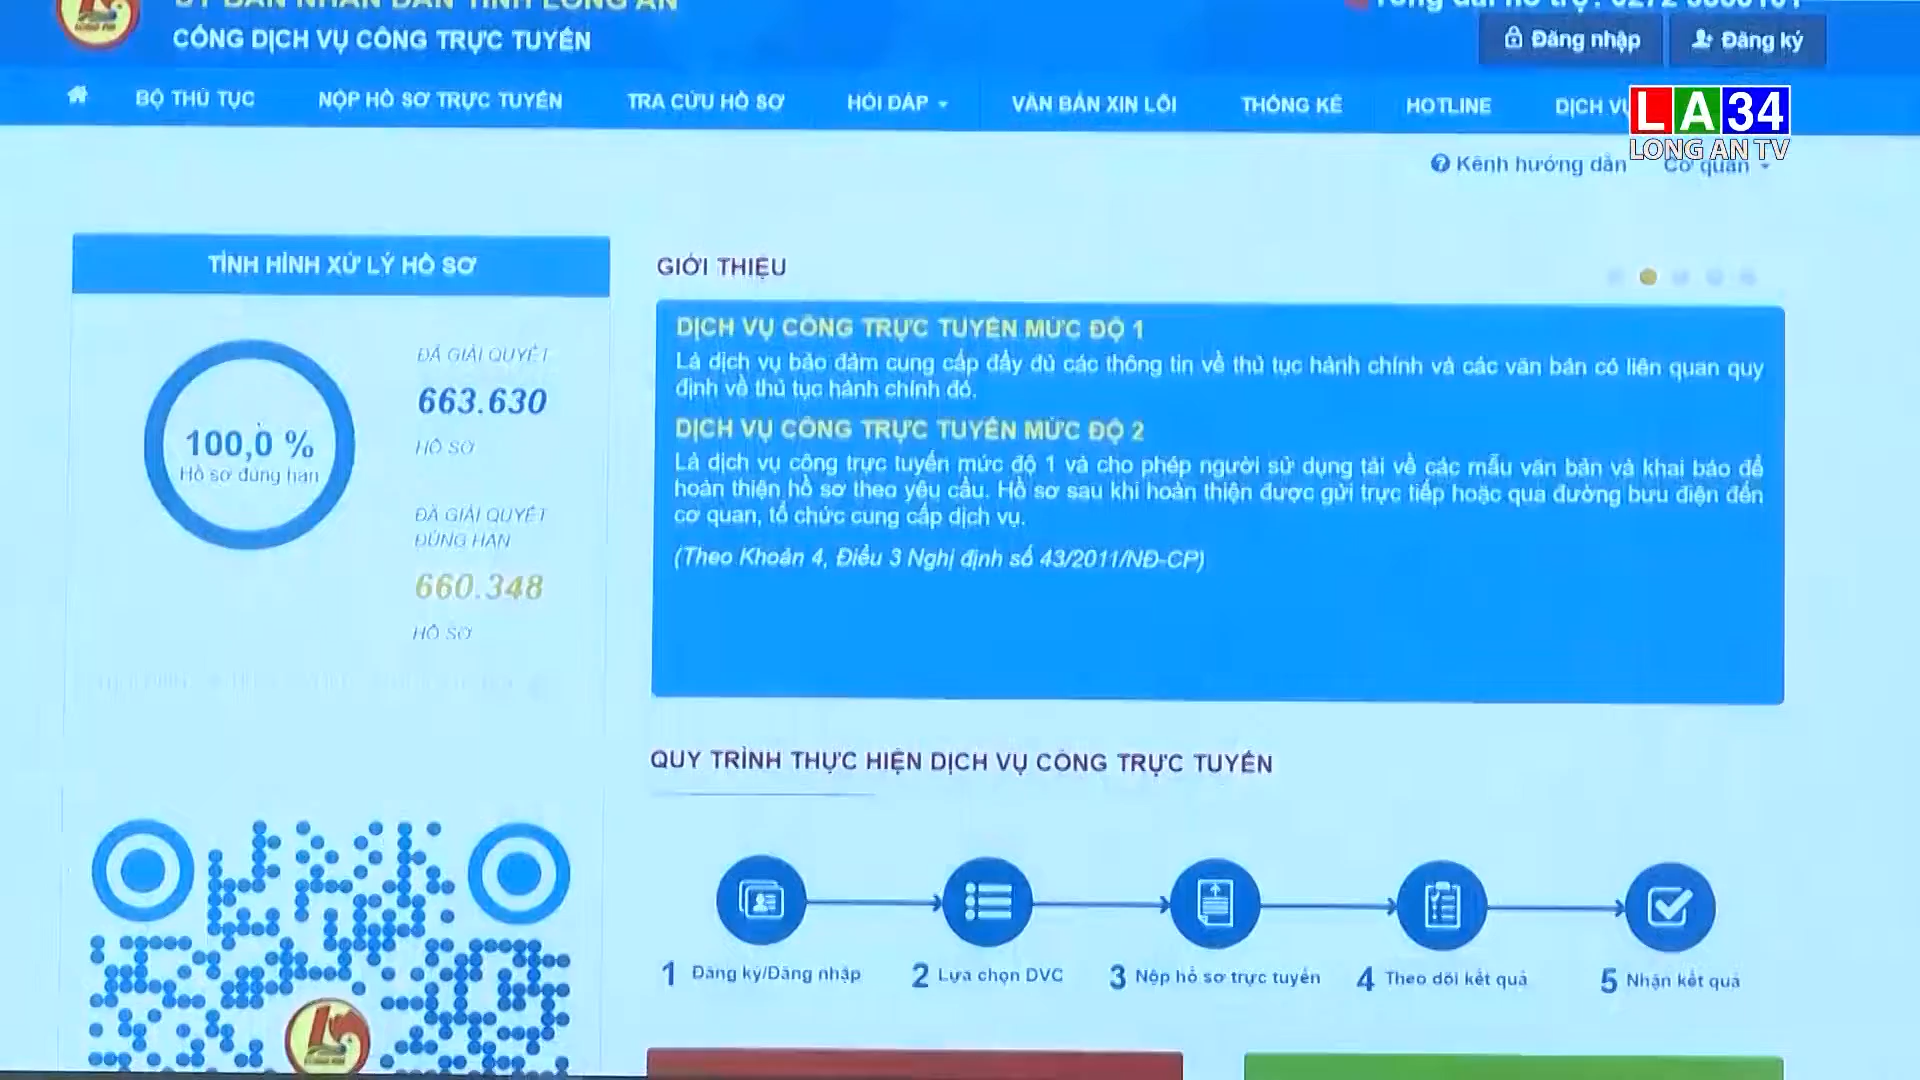 ỦY BAN NHÂN DÂN TỈNH LONG AN
CỔNG DỊCH VỤ CÔNG TRỰC TUYẾN
Đăng nhập
Đăng ký
BỘ THỦ TỤC
NỘP HỒ SƠ TRỰC TUYẾN
TRA CỨU HỒ SƠ
HỎI ĐÁP
VĂN BẢN XIN LỖI
THỐNG KÊ
HOTLINE
DỊCH VỤ
LA34
LONG AN TV
Kênh hướng dẫn
Cơ quan
TÌNH HÌNH XỬ LÝ HỒ SƠ
100,0 %
Hồ sơ đúng hạn
ĐÃ GIẢI QUYẾT
663.630
HỒ SƠ
ĐÃ GIẢI QUYẾT
ĐÚNG HẠN
660.348
HỒ SƠ
GIỚI THIỆU
DỊCH VỤ CÔNG TRỰC TUYẾN MỨC ĐỘ 1
Là dịch vụ bảo đảm cung cấp đầy đủ các thông tin về thủ tục hành chính và các văn bản có liên quan quy
định về thủ tục hành chính đó.
DỊCH VỤ CÔNG TRỰC TUYẾN MỨC ĐỘ 2
Là dịch vụ công trực tuyến mức độ 1 và cho phép người sử dụng tải về các mẫu văn bản và khai báo để
hoàn thiện hồ sơ theo yêu cầu. Hồ sơ sau khi hoàn thiện được gửi trực tiếp hoặc qua đường bưu điện đến
cơ quan, tổ chức cung cấp dịch vụ.
(Theo Khoản 4, Điều 3 Nghị định số 43/2011/NĐ-CP)
QUY TRÌNH THỰC HIỆN DỊCH VỤ CÔNG TRỰC TUYẾN
1 Đăng ký/Đăng nhập
2 Lựa chọn DVC
3 Nộp hồ sơ trực tuyến
4 Theo dõi kết quả
5 Nhận kết quả